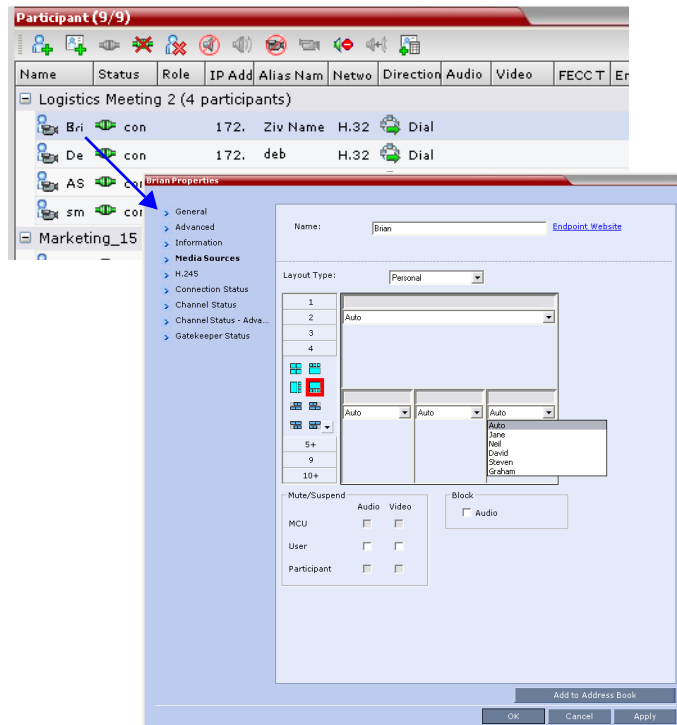 Participant (9/9)
Name Status Role IP Add Alias Nam Netwo Direction Audio Video FECC T Er
Logistics Meeting 2 (4 participants)
Bri con 172. Ziv Name H.32 Dial
De con 172. deb H.32 Dial
AS con
sm con
Marketing_15
Brian Properties
General
Advanced
Information
Media Sources
H.245
Connection Status
Channel Status
Channel Status - Adva...
Gatekeeper Status
Name: Brian Endpoint Website
Layout Type: Personal
1
2
3
4
5+
9
10+
Auto
Auto Auto Auto
Auto
Jane
Neil
David
Steven
Graham
Mute/Suspend
Audio Video
MCU
User
Participant
Block
Audio
Add to Address Book
OK Cancel Apply